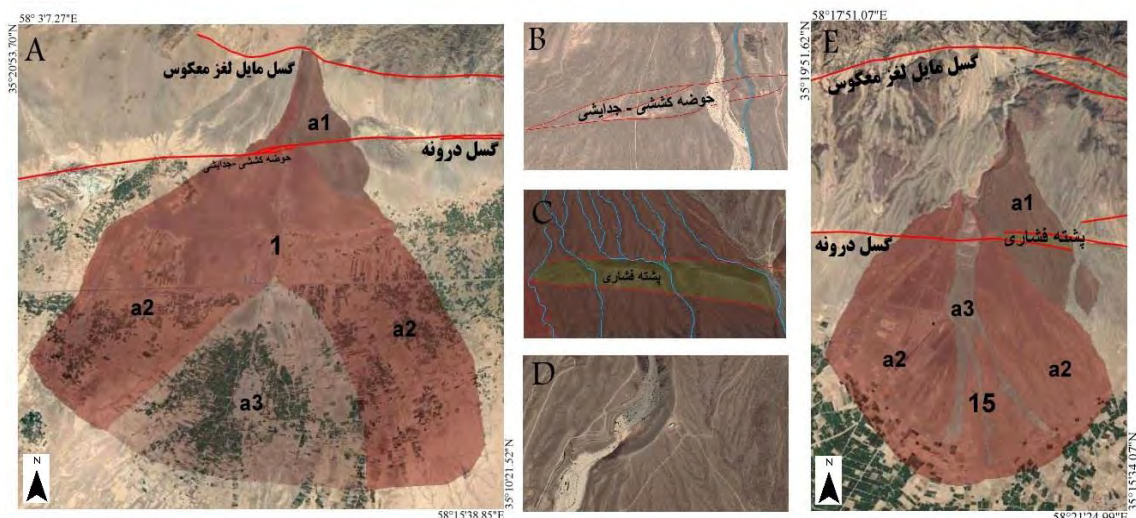 58° 3'7.27"E
35°20'53.70"N
A
گسل مایل لغز معکوس
a1
گسل درونه
حوضه کششی -جدایشی
1
a2
a2
a3
N
35°10'21.52"N
58°15'38.85"E
B
حوضه کششی - جدایشی
C
پشته فشاری
D
58°17'51.07"E
35°19'51.62"N
E
گسل مایل لغز معکوس
a1
پشته فشاری
گسل درونه
a3
a2
a2
15
N
35°15'34.07"N
58°21'24.99"E